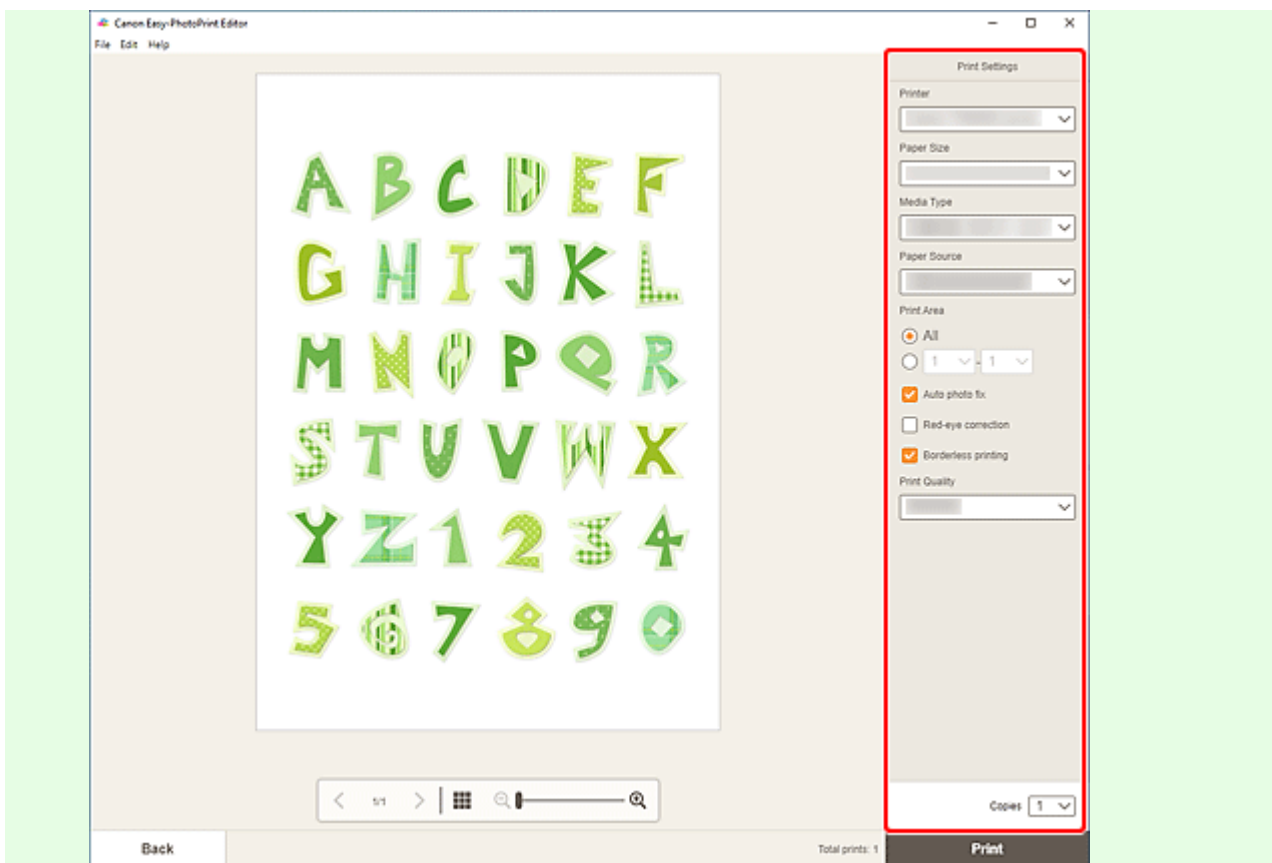 Canon Easy-PhotoPrint Editor
File Edit Help
Print Settings
Printer
Paper Size
Media Type
Paper Source
Print Area
All
1 - 1
Auto photo fix
Red-eye correction
Borderless printing
Print Quality
A B C D E F
G H I J K L
M N O P Q R
S T U V W X
Y Z 1 2 3 4
5 6 7 8 9 0
1/1
Copies 1
Back
Total prints: 1
Print